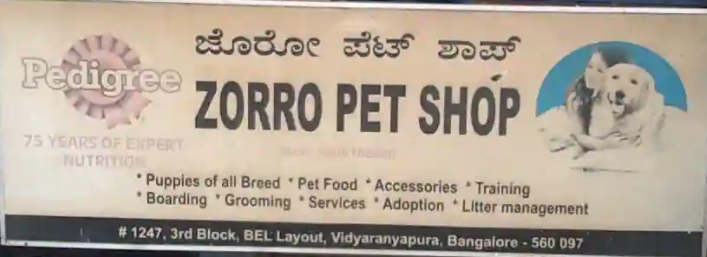 ಜೊರೋ ಪೆಟ್ ಶಾಪ್
Pedigree
ZORRO PET SHOP
75 YEARS OF EXPERT
NUTRITION
* Puppies of all Breed * Pet Food * Accessories * Training
* Boarding * Grooming * Services * Adoption * Litter management
# 1247, 3rd Block, BEL Layout, Vidyaranyapura, Bangalore - 560 097